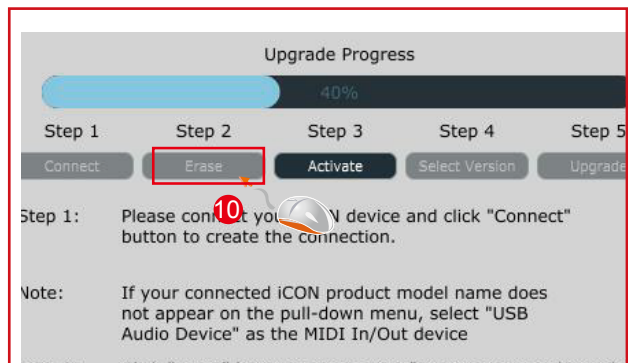 Upgrade Progress
40%
Step 1 Step 2 Step 3 Step 4 Step 5
Connect Erase Activate Select Version Upgrade
10
Step 1: Please connect yo N device and click "Connect"
button to create the connection.
Note: If your connected iCON product model name does
not appear on the pull-down menu, select "USB
Audio Device" as the MIDI In/Out device